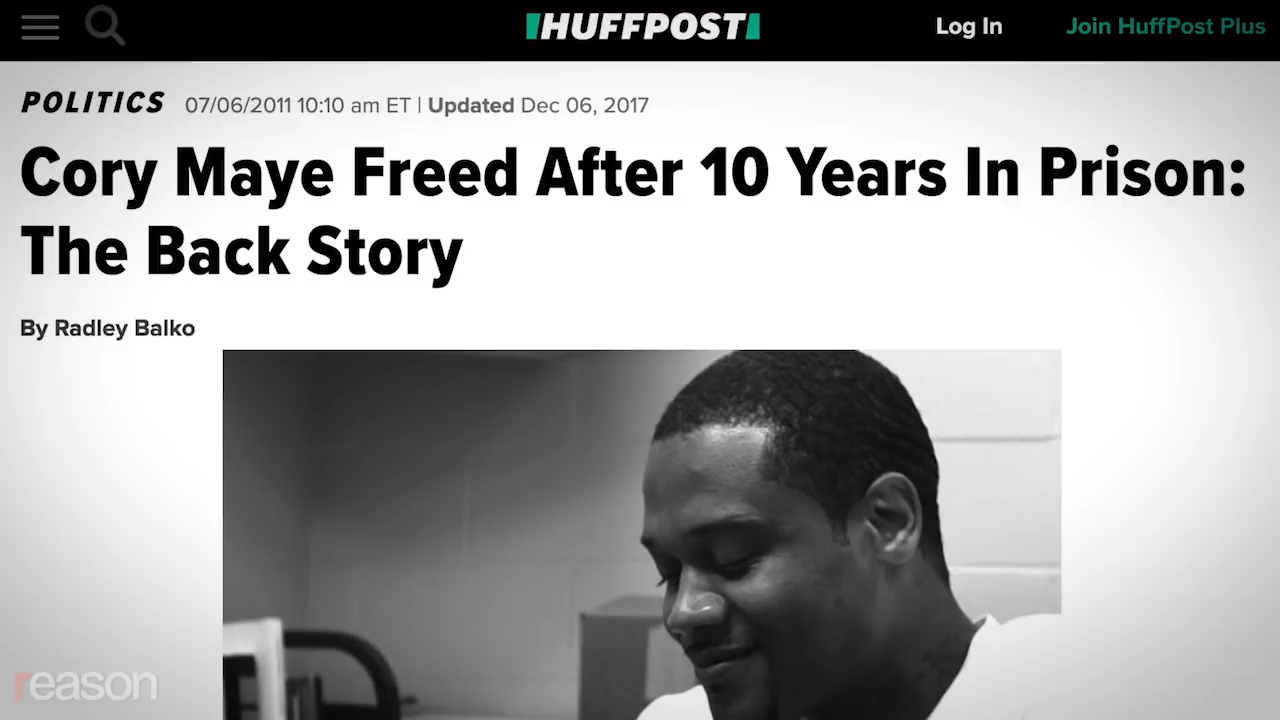 HUFFPOST
Log In
Join HuffPost Plus
POLITICS 07/06/2011 10:10 am ET | Updated Dec 06, 2017
Cory Maye Freed After 10 Years In Prison:
The Back Story
By Radley Balko
reason